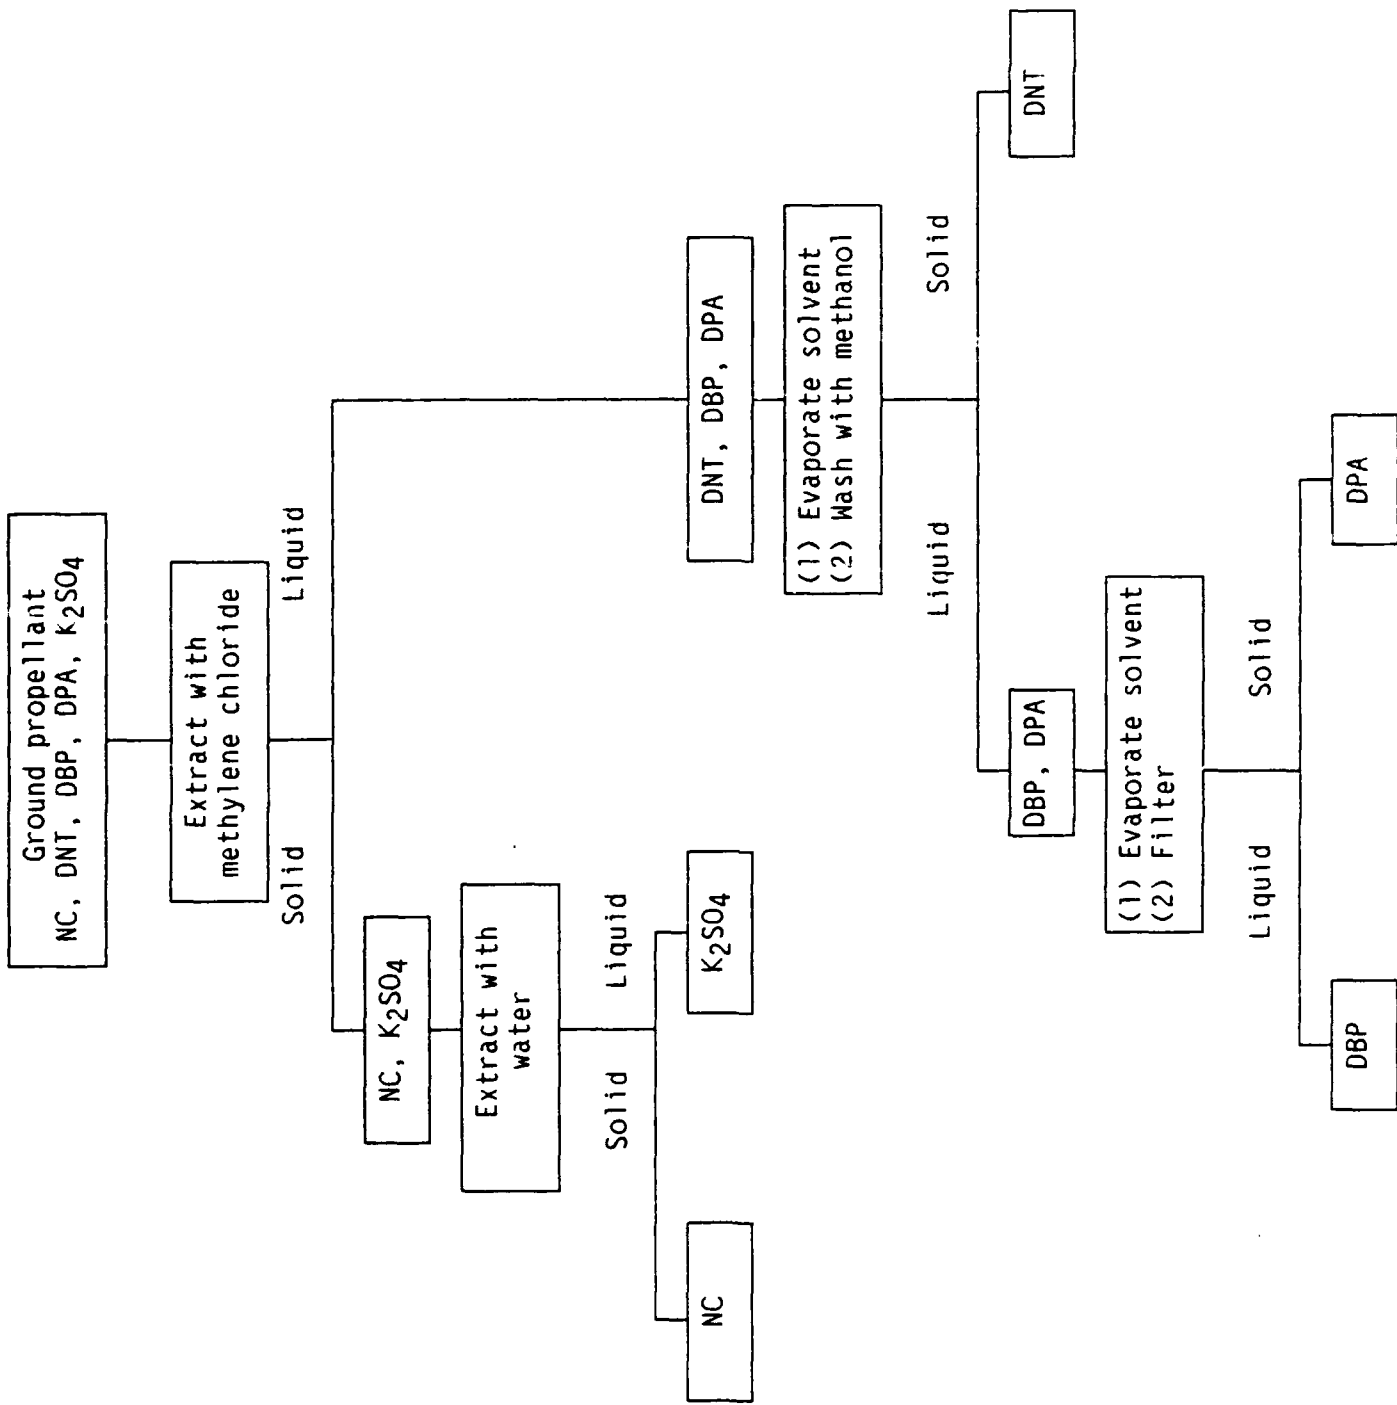 Ground propellant
NC, DNT, DBP, DPA, K2SO4
Extract with
methylene chloride
Solid
Liquid
NC, K2SO4
Extract with
water
Solid
Liquid
NC
K2SO4
DNT, DBP, DPA
(1) Evaporate solvent
(2) Wash with methanol
Liquid
Solid
DBP, DPA
DNT
(1) Evaporate solvent
(2) Filter
Liquid
Solid
DBP
DPA